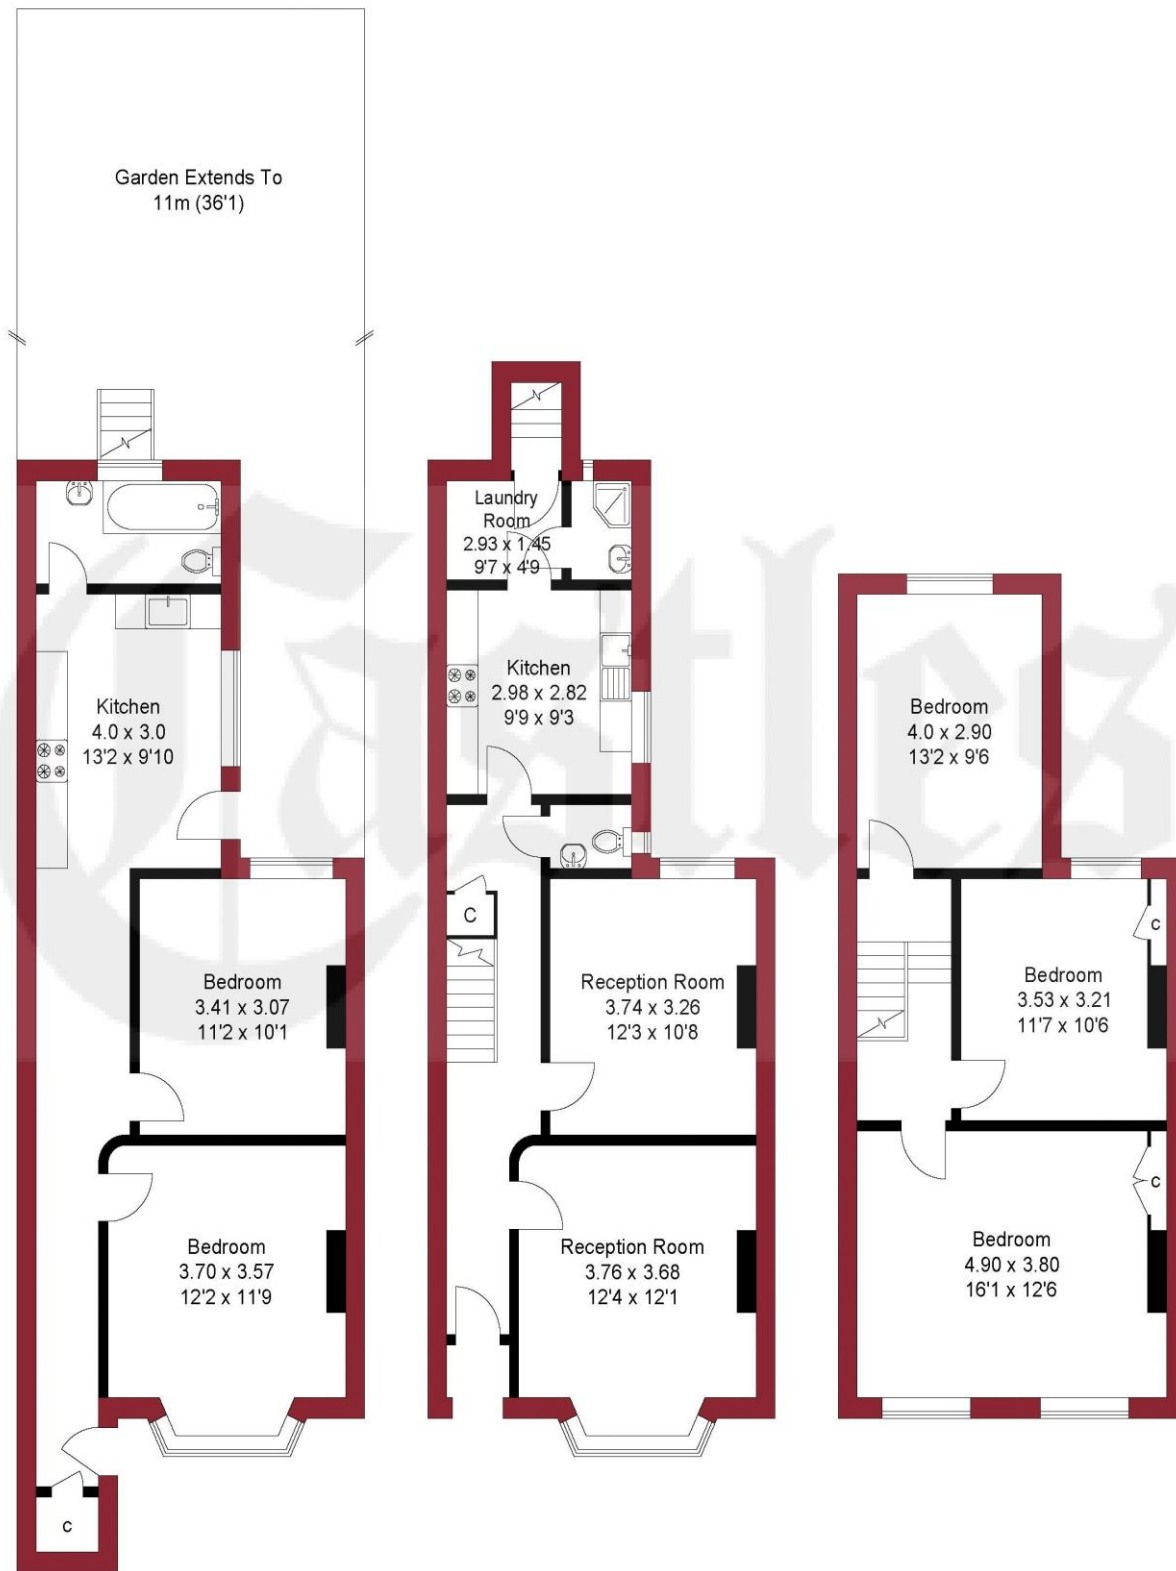 Garden Extends To
11m (36'1)
Kitchen
4.0 x 3.0
13'2 x 9'10
Bedroom
3.41 x 3.07
11'2 x 10'1
Bedroom
3.70 x 3.57
12'2 x 11'9
c
Laundry
Room
2.93 x 1.45
9'7 x 4'9
Kitchen
2.98 x 2.82
9'9 x 9'3
C
Reception Room
3.74 x 3.26
12'3 x 10'8
Reception Room
3.76 x 3.68
12'4 x 12'1
Bedroom
4.0 x 2.90
13'2 x 9'6
c
Bedroom
3.53 x 3.21
11'7 x 10'6
c
Bedroom
4.90 x 3.80
16'1 x 12'6
Castles